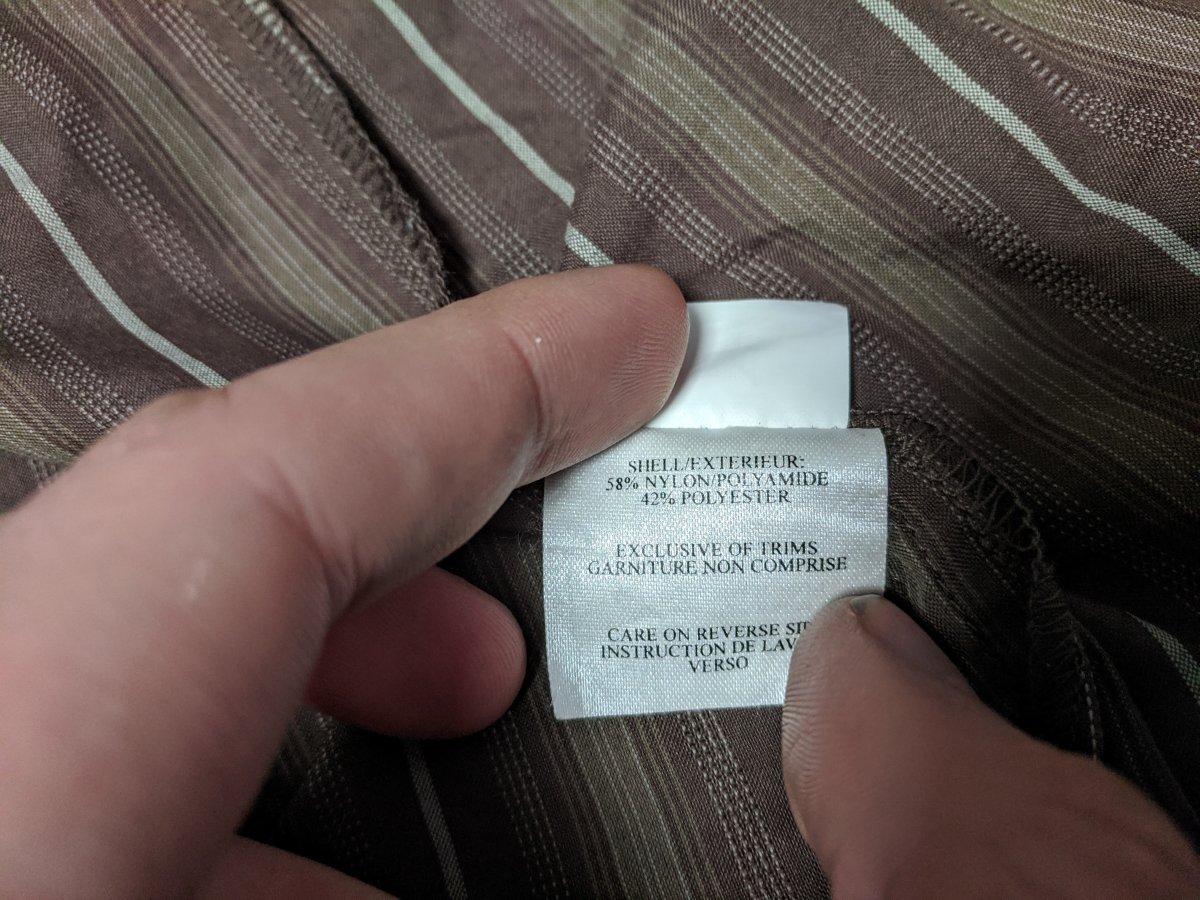 SHELL/EXTERIEUR:
58% NYLON/POLYAMIDE
42% POLYESTER
EXCLUSIVE OF TRIMS
GARNITURE NON COMPRISE
CARE ON REVERSE
INSTRUCTION DE
VERSO